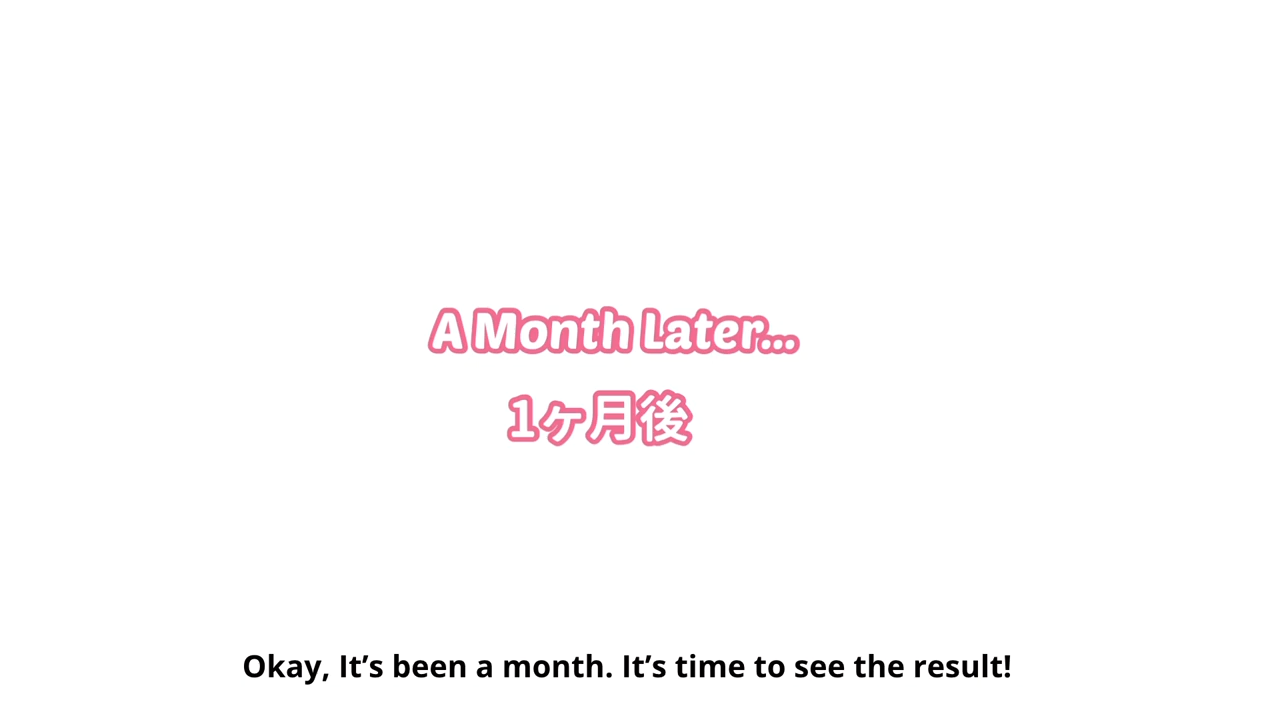 A Month Later...
1ヶ月後
Okay, It’s been a month. It’s time to see the result!